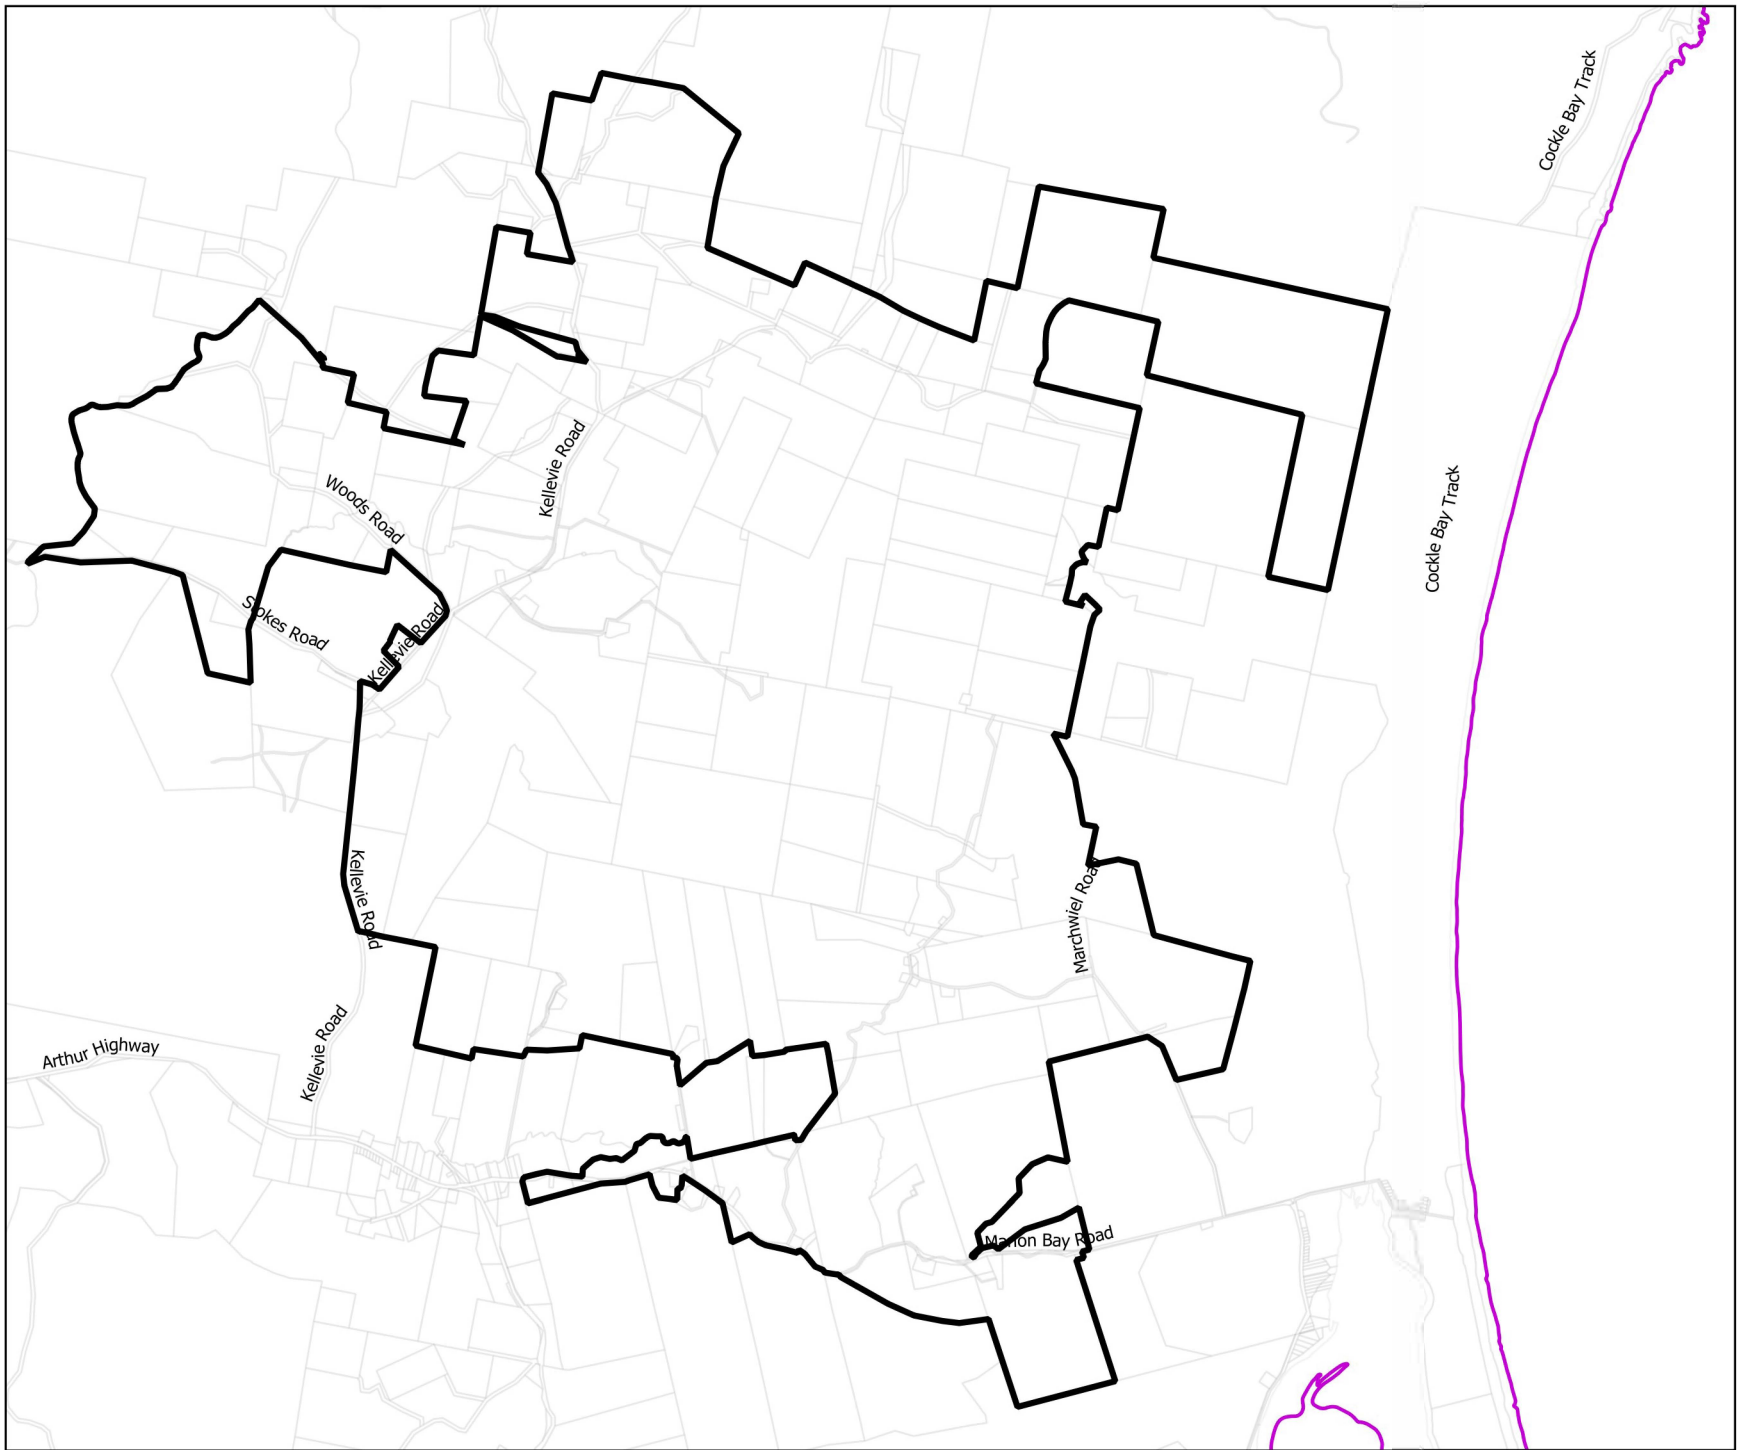 Cockle Bay Track
Kellevie Road
Woods Road
Cockle Bay Track
Stokes Road
Kellevie Road
Kellevie Road
Marchwiel Road
Kellevie Road
Arthur Highway
Marion Bay Road